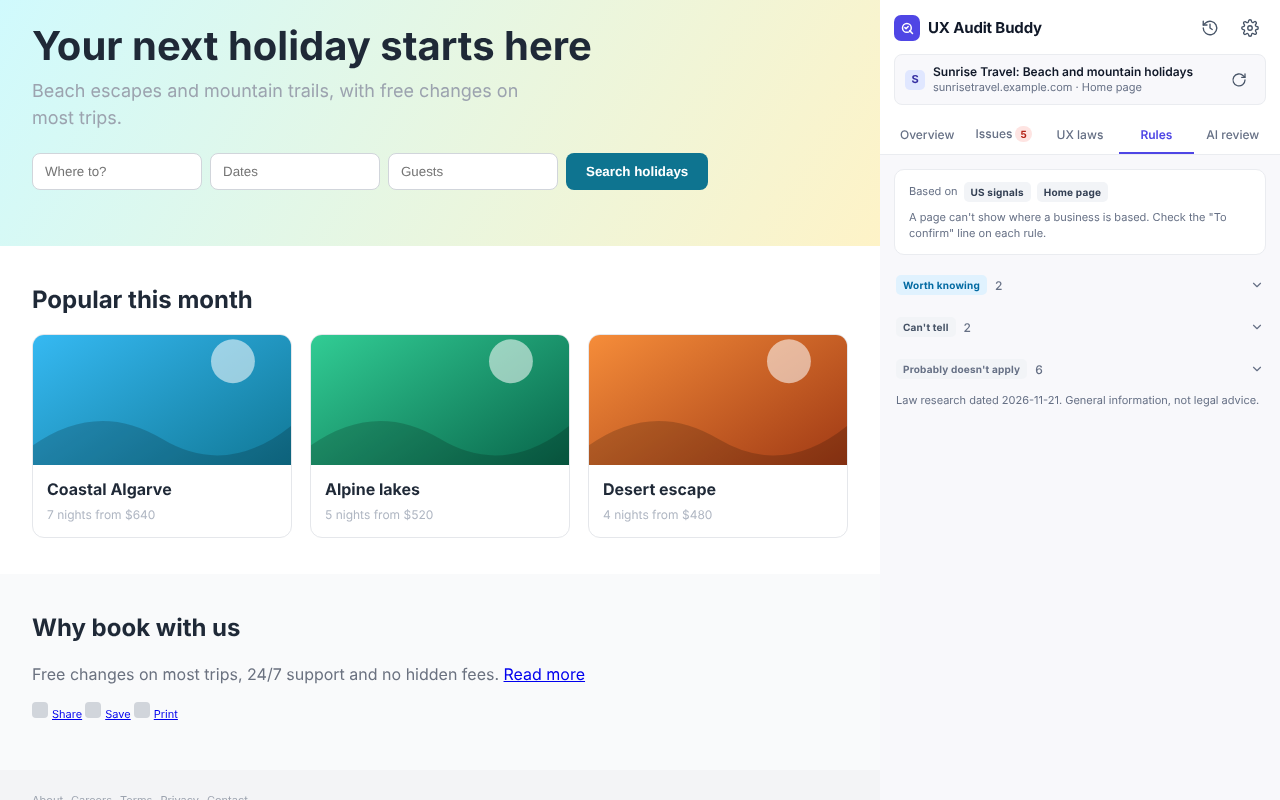 Your next holiday starts here
Beach escapes and mountain trails, with free changes on
most trips.
Where to?
Dates
Guests
Search holidays
Popular this month
Coastal Algarve
7 nights from $640
Alpine lakes
5 nights from $520
Desert escape
4 nights from $480
Why book with us
Free changes on most trips, 24/7 support and no hidden fees. Read more
Share Save Print
About Careers Terms Privacy Contact
UX Audit Buddy
S
Sunrise Travel: Beach and mountain holidays
sunrisetravel.example.com · Home page
Overview
Issues 5
UX laws
Rules
AI review
Based on US signals Home page
A page can't show where a business is based. Check the "To
confirm" line on each rule.
Worth knowing 2
Can't tell 2
Probably doesn't apply 6
Law research dated 2026-11-21. General information, not legal advice.